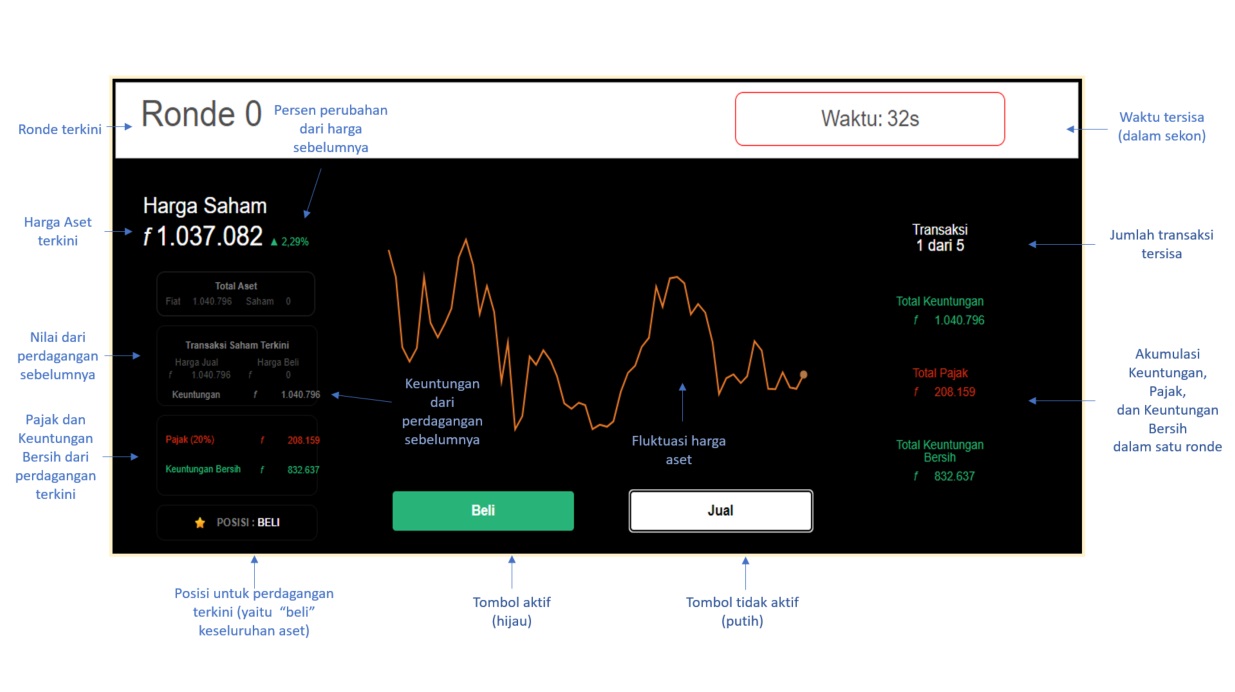 Ronde 0
Persen perubahan
dari harga
sebelumnya
Waktu: 32s
Ronde terkini
Waktu tersisa
(dalam sekon)
Harga Saham
ƒ 1.037.082 ▲ 2,29%
Harga Aset
terkini
Transaksi
1 dari 5
Jumlah transaksi
tersisa
Total Aset
Fiat 1.040.796 Saham 0
Total Keuntungan
ƒ 1.040.796
Nilai dari
perdagangan
sebelumnya
Transaksi Saham Terkini
Harga Jual Harga Beli
ƒ 1.040.796 ƒ 0
Keuntungan ƒ 1.040.796
Keuntungan
dari
perdagangan
sebelumnya
Fluktuasi harga
aset
Total Pajak
ƒ 208.159
Akumulasi
Keuntungan,
Pajak,
dan Keuntungan
Bersih
dalam satu ronde
Pajak dan
Keuntungan
Bersih dari
perdagangan
terkini
Pajak (20%) ƒ 208.159
Keuntungan Bersih ƒ 832.637
Total Keuntungan
Bersih
ƒ 832.637
POSISI : BELI
Beli
Jual
Posisi untuk perdagangan
terkini (yaitu “beli”
keseluruhan aset)
Tombol aktif
(hijau)
Tombol tidak aktif
(putih)